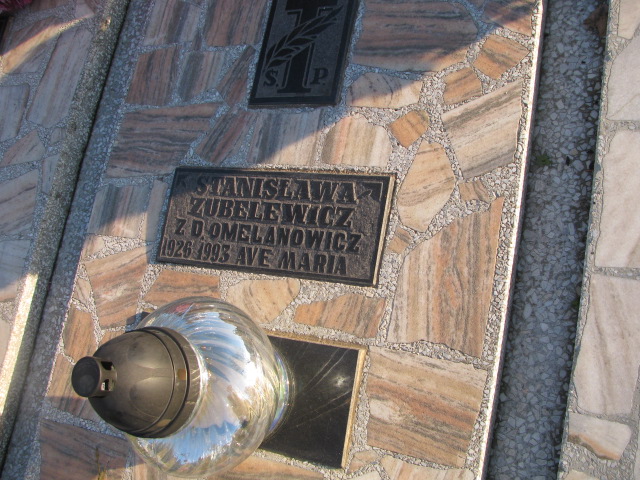 S P
STANISŁAWA
ZUBELEWICZ
Z D. OMELANOWICZ
1926-1993 AVE MARIA